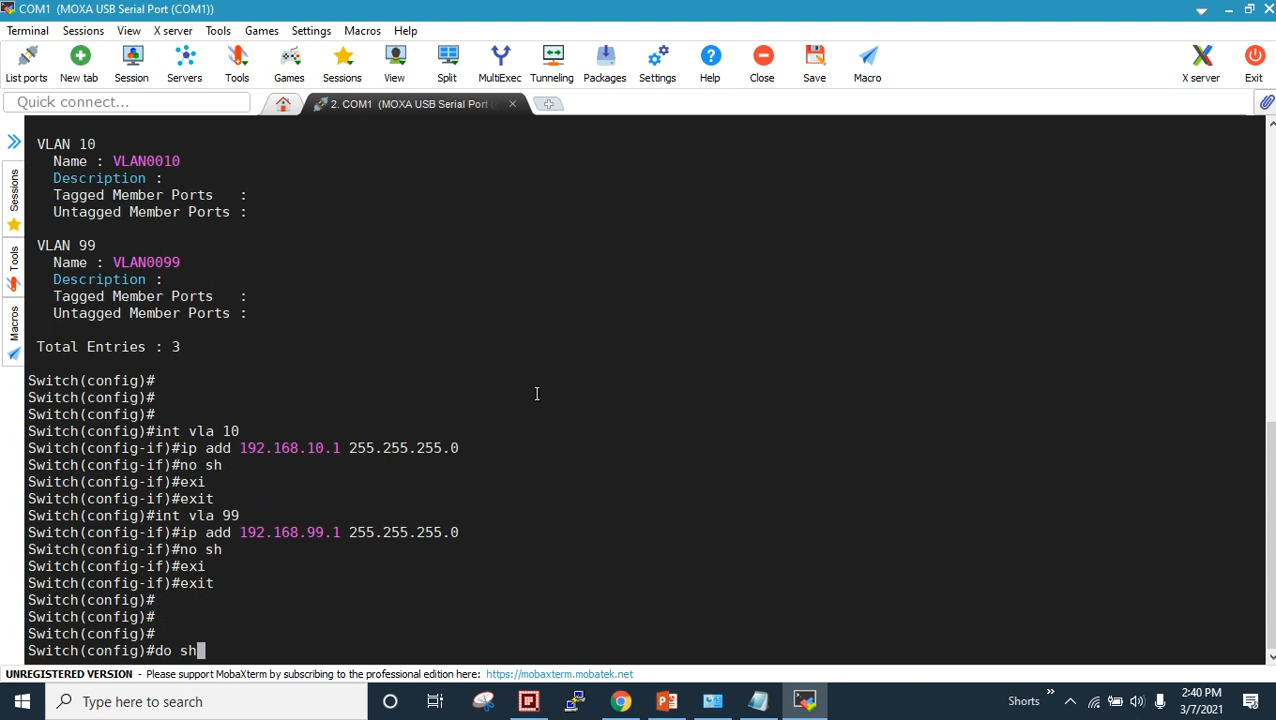 COM1 (MOXA USB Serial Port (COM1))
Terminal Sessions View X server Tools Games Settings Macros Help
List ports New tab Session Servers Tools Games Sessions View Split MultiExec Tunneling Packages Settings Help Close Save Macro X server Exit
Quick connect...
2. COM1 (MOXA USB Serial Port (
Sessions
Tools
Macros
VLAN 10
Name : VLAN0010
Description :
Tagged Member Ports :
Untagged Member Ports :
VLAN 99
Name : VLAN0099
Description :
Tagged Member Ports :
Untagged Member Ports :
Total Entries : 3
Switch(config)#
Switch(config)#
Switch(config)#
Switch(config)#int vla 10
Switch(config-if)#ip add 192.168.10.1 255.255.255.0
Switch(config-if)#no sh
Switch(config-if)#exi
Switch(config-if)#exit
Switch(config)#int vla 99
Switch(config-if)#ip add 192.168.99.1 255.255.255.0
Switch(config-if)#no sh
Switch(config-if)#exi
Switch(config-if)#exit
Switch(config)#
Switch(config)#
Switch(config)#
Switch(config)#do sh
UNREGISTERED VERSION - Please support MobaXterm by subscribing to the professional edition here: https://mobaxterm.mobatek.net
Type here to search
Shorts
2:40 PM
3/7/2021